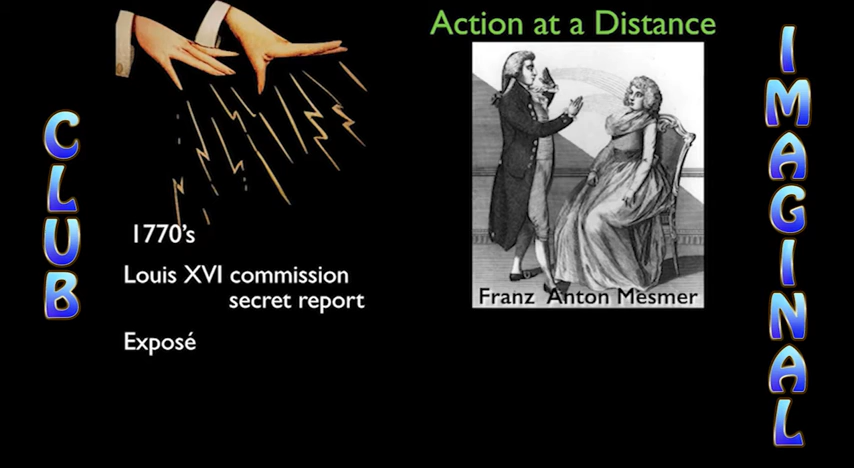 CLUB
1770's
Louis XVI commission
secret report
Exposé
Action at a Distance
Franz Anton Mesmer
IMAGINAL